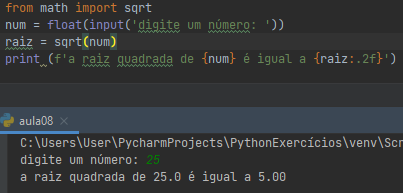 from math import sqrt
num = float(input('digite um número: '))
raiz = sqrt(num)
print (f'a raiz quadrada de {num} é igual a {raiz:.2f}')
aula08 ×
C:\Users\User\PycharmProjects\PythonExercícios\venv\Scr
digite um número: 25
a raiz quadrada de 25.0 é igual a 5.00